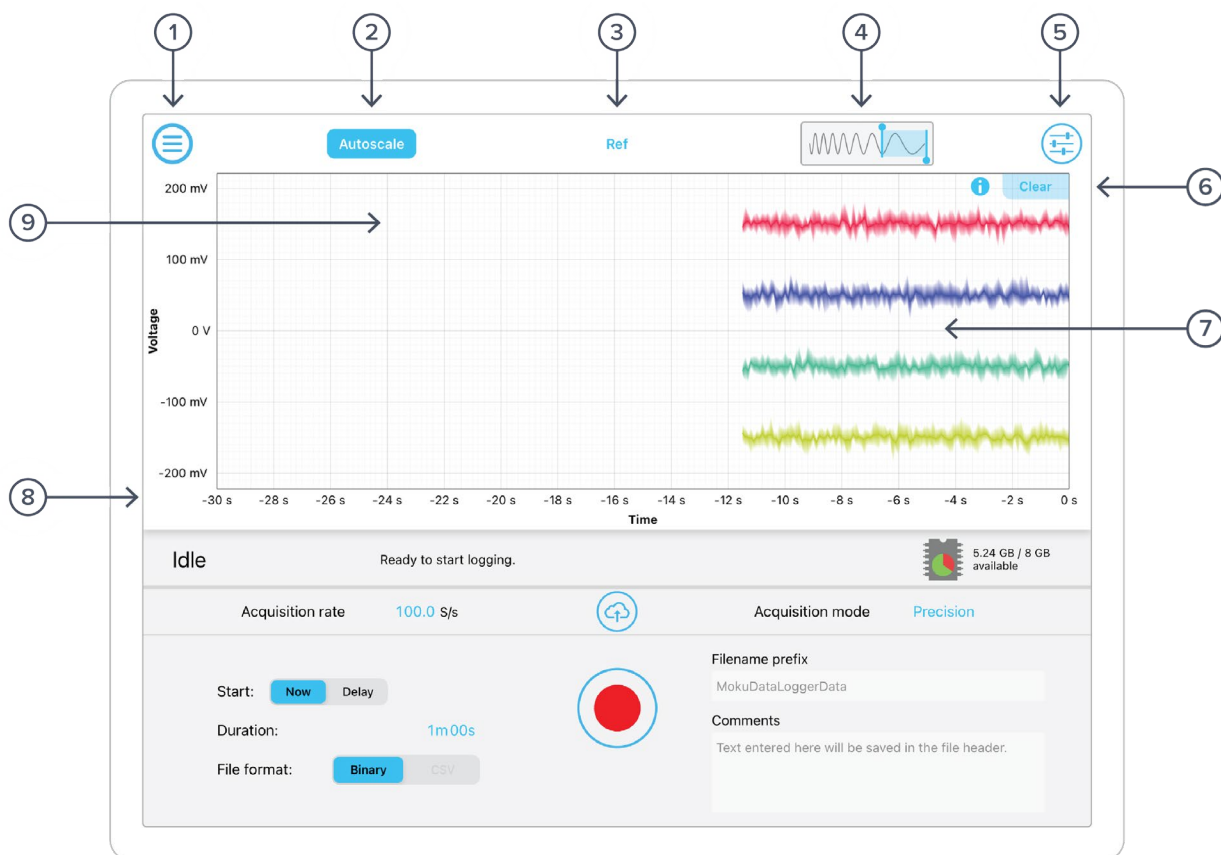 1 2 3 4 5
Autoscale Ref
200 mV Clear 6
9
100 mV
0 V 7
Voltage
-100 mV
-200 mV
8
-30 s -28 s -26 s -24 s -22 s -20 s -18 s -16 s -14 s -12 s -10 s -8 s -6 s -4 s -2 s 0 s
Time
Idle Ready to start logging. 5.24 GB / 8 GB
available
Acquisition rate 100.0 S/s Acquisition mode Precision
Filename prefix
MokuDataLoggerData
Start: Now Delay
Comments
Duration: 1m 00s
Text entered here will be saved in the file header.
File format: Binary CSV